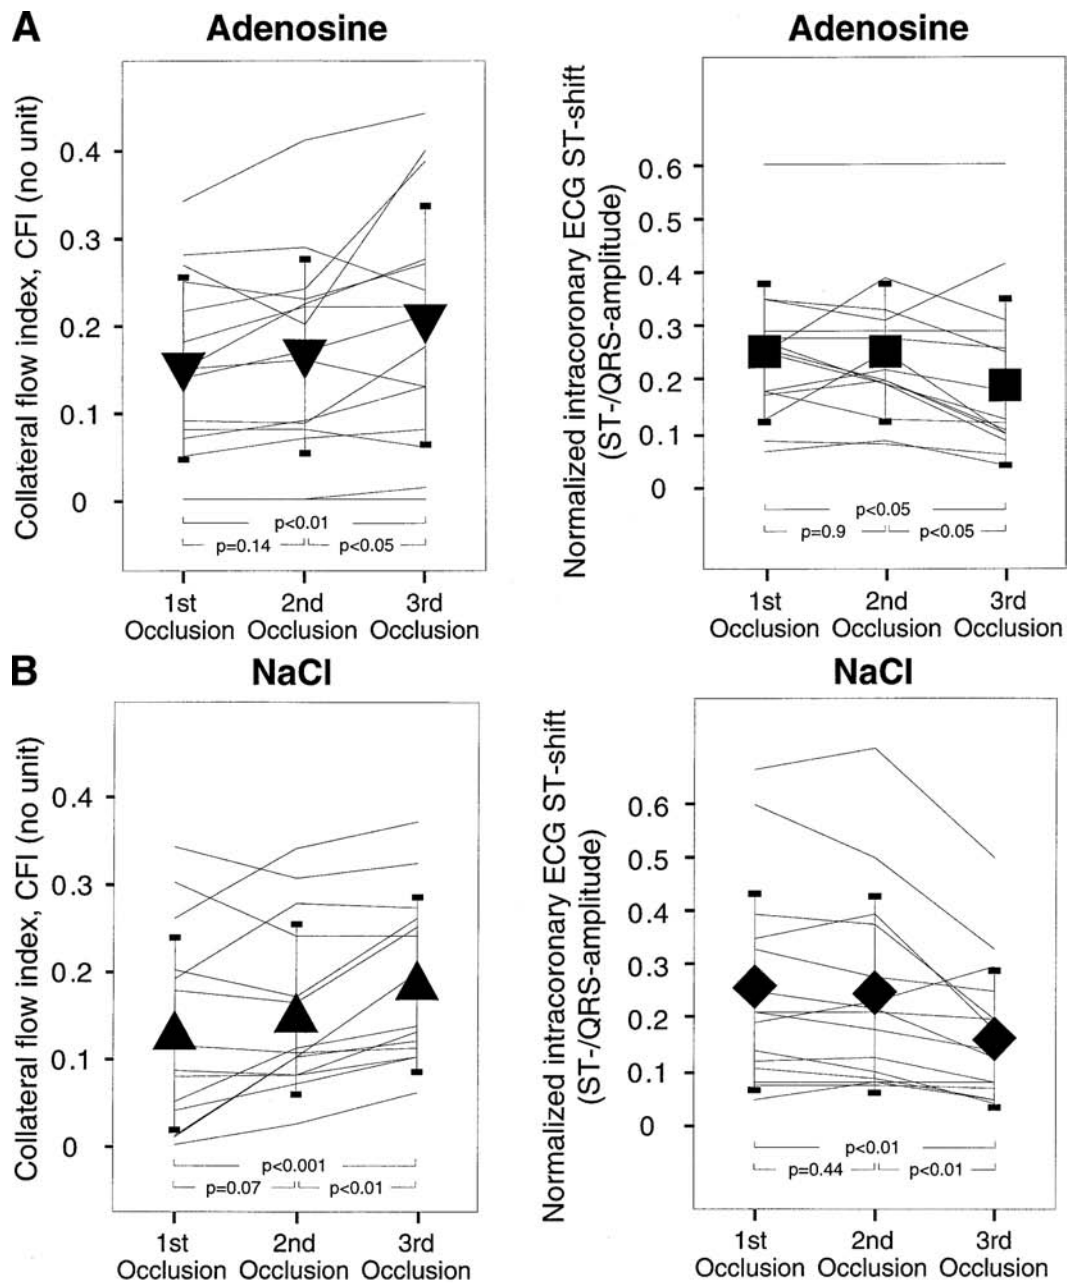 A
Adenosine
Adenosine
Collateral flow index, CFI (no unit)
0.4
0.3
0.2
0.1
0
p<0.01
p=0.14
p<0.05
1st
Occlusion
2nd
Occlusion
3rd
Occlusion
Normalized intracoronary ECG ST-shift
(ST-/QRS-amplitude)
0.6
0.5
0.4
0.3
0.2
0.1
0
p<0.05
p=0.9
p<0.05
1st
Occlusion
2nd
Occlusion
3rd
Occlusion
B
NaCl
NaCl
Collateral flow index, CFI (no unit)
0.4
0.3
0.2
0.1
0
p<0.001
p=0.07
p<0.01
1st
Occlusion
2nd
Occlusion
3rd
Occlusion
Normalized intracoronary ECG ST-shift
(ST-/QRS-amplitude)
0.6
0.5
0.4
0.3
0.2
0.1
0
p<0.01
p=0.44
p<0.01
1st
Occlusion
2nd
Occlusion
3rd
Occlusion